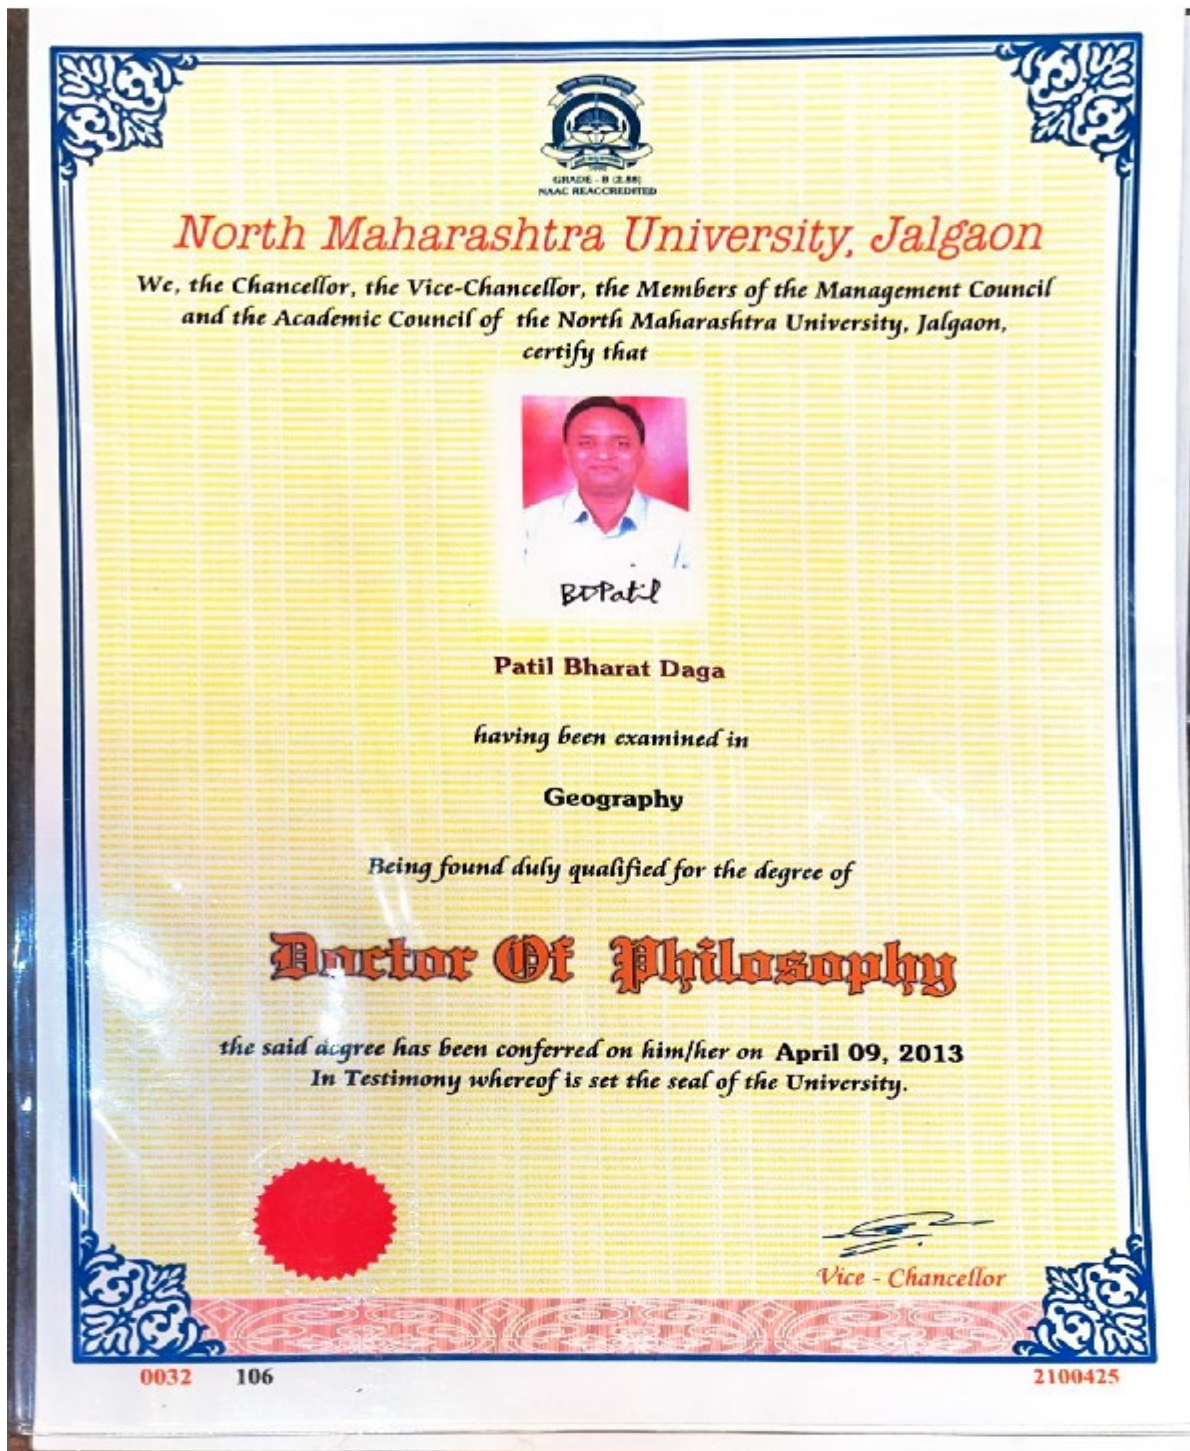 GRADE - B (2.88)
NAAC REACCREDITED
North Maharashtra University, Jalgaon
We, the Chancellor, the Vice-Chancellor, the Members of the Management Council
and the Academic Council of the North Maharashtra University, Jalgaon,
certify that
BDPatil
Patil Bharat Daga
having been examined in
Geography
Being found duly qualified for the degree of
Doctor Of Philosophy
the said degree has been conferred on him/her on April 09, 2013
In Testimony whereof is set the seal of the University.
Vice - Chancellor
0032 106 2100425